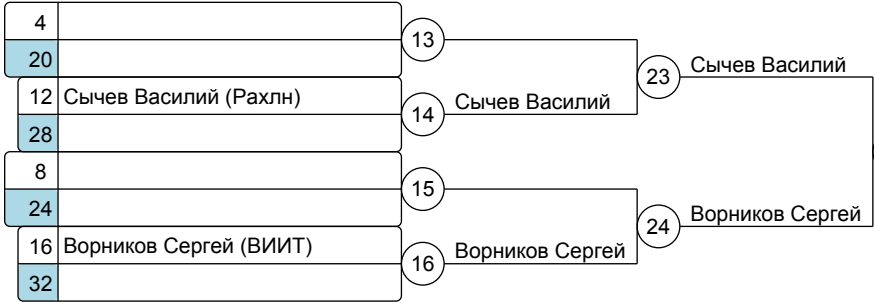 4
13
20
23 Сычев Василий
12 Сычев Василий (Рахлн)
14 Сычев Василий
28
8
15
24
24 Ворников Сергей
16 Ворников Сергей (ВИИТ)
16 Ворников Сергей
32